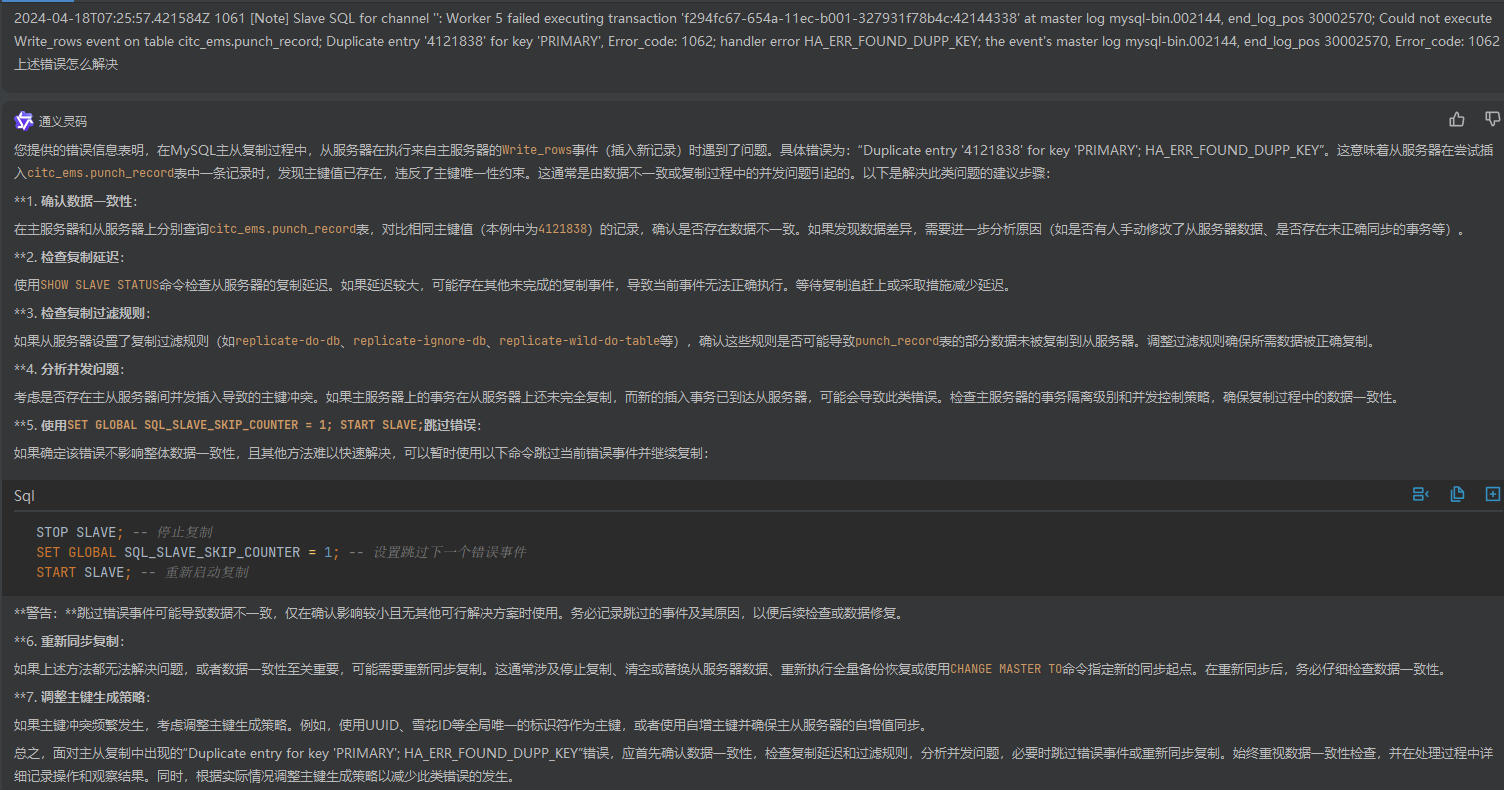 2024-04-18T07:25:57.421584Z 1061 [Note] Slave SQL for channel '': Worker 5 failed executing transaction 'f294fc67-654a-11ec-b001-327931f78b4c:42144338' at master log mysql-bin.002144, end_log_pos 30002570; Could not execute
Write_rows event on table citc_ems.punch_record; Duplicate entry '4121838' for key 'PRIMARY', Error_code: 1062; handler error HA_ERR_FOUND_DUPP_KEY; the event's master log mysql-bin.002144, end_log_pos 30002570, Error_code: 1062
上述错误怎么解决
通义灵码
您提供的错误信息表明，在MySQL主从复制过程中，从服务器在执行来自主服务器的Write_rows事件（插入新记录）时遇到了问题。具体错误为：“Duplicate entry '4121838' for key 'PRIMARY'; HA_ERR_FOUND_DUPP_KEY”。这意味着从服务器在尝试插
入citc_ems.punch_record表中一条记录时，发现主键值已存在，违反了主键唯一性约束。这通常是由数据不一致或复制过程中的并发问题引起的。以下是解决此类问题的建议步骤：
**1. 确认数据一致性：
在主服务器和从服务器上分别查询citc_ems.punch_record表，对比相同主键值（本例中为4121838）的记录，确认是否存在数据不一致。如果发现数据差异，需要进一步分析原因（如是否有人手动修改了从服务器数据、是否存在未正确同步的事务等）。
**2. 检查复制延迟：
使用SHOW SLAVE STATUS命令检查从服务器的复制延迟。如果延迟较大，可能存在其他未完成的复制事件，导致当前事件无法正确执行。等待复制追赶上或采取措施减少延迟。
**3. 检查复制过滤规则：
如果从服务器设置了复制过滤规则（如replicate-do-db、replicate-ignore-db、replicate-wild-do-table等），确认这些规则是否可能导致punch_record表的部分数据未被复制到从服务器。调整过滤规则确保所需数据被正确复制。
**4. 分析并发问题：
考虑是否存在主从服务器间并发插入导致的主键冲突。如果主服务器上的事务在从服务器上还未完全复制，而新的插入事务已到达从服务器，可能会导致此类错误。检查主服务器的事务隔离级别和并发控制策略，确保复制过程中的数据一致性。
**5. 使用SET GLOBAL SQL_SLAVE_SKIP_COUNTER = 1; START SLAVE;跳过错误：
如果确定该错误不影响整体数据一致性，且其他方法难以快速解决，可以暂时使用以下命令跳过当前错误事件并继续复制：
Sql
STOP SLAVE; -- 停止复制
SET GLOBAL SQL_SLAVE_SKIP_COUNTER = 1; -- 设置跳过下一个错误事件
START SLAVE; -- 重新启动复制
**警告：**跳过错误事件可能导致数据不一致，仅在确认影响较小且无其他可行解决方案时使用。务必记录跳过的事件及其原因，以便后续检查或数据修复。
**6. 重新同步复制：
如果上述方法都无法解决问题，或者数据一致性至关重要，可能需要重新同步复制。这通常涉及停止复制、清空或替换从服务器数据、重新执行全量备份恢复或使用CHANGE MASTER TO命令指定新的同步起点。在重新同步后，务必仔细检查数据一致性。
**7. 调整主键生成策略：
如果主键冲突频繁发生，考虑调整主键生成策略。例如，使用UUID、雪花ID等全局唯一的标识符作为主键，或者使用自增主键并确保主从服务器的自增值同步。
总之，面对主从复制中出现的“Duplicate entry for key 'PRIMARY'; HA_ERR_FOUND_DUPP_KEY”错误，应首先确认数据一致性，检查复制延迟和过滤规则，分析并发问题，必要时跳过错误事件或重新同步复制。始终重视数据一致性检查，并在处理过程中详
细记录操作和观察结果。同时，根据实际情况调整主键生成策略以减少此类错误的发生。